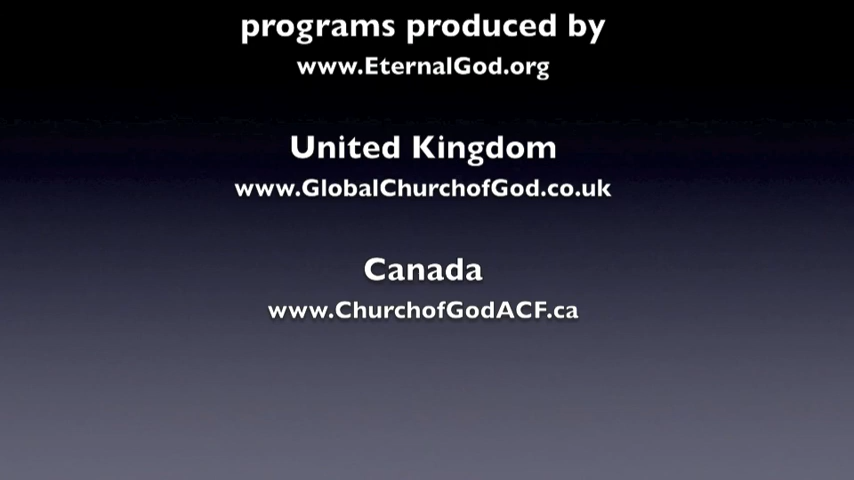 programs produced by
www.EternalGod.org
United Kingdom
www.GlobalChurchofGod.co.uk
Canada
www.ChurchofGodACF.ca